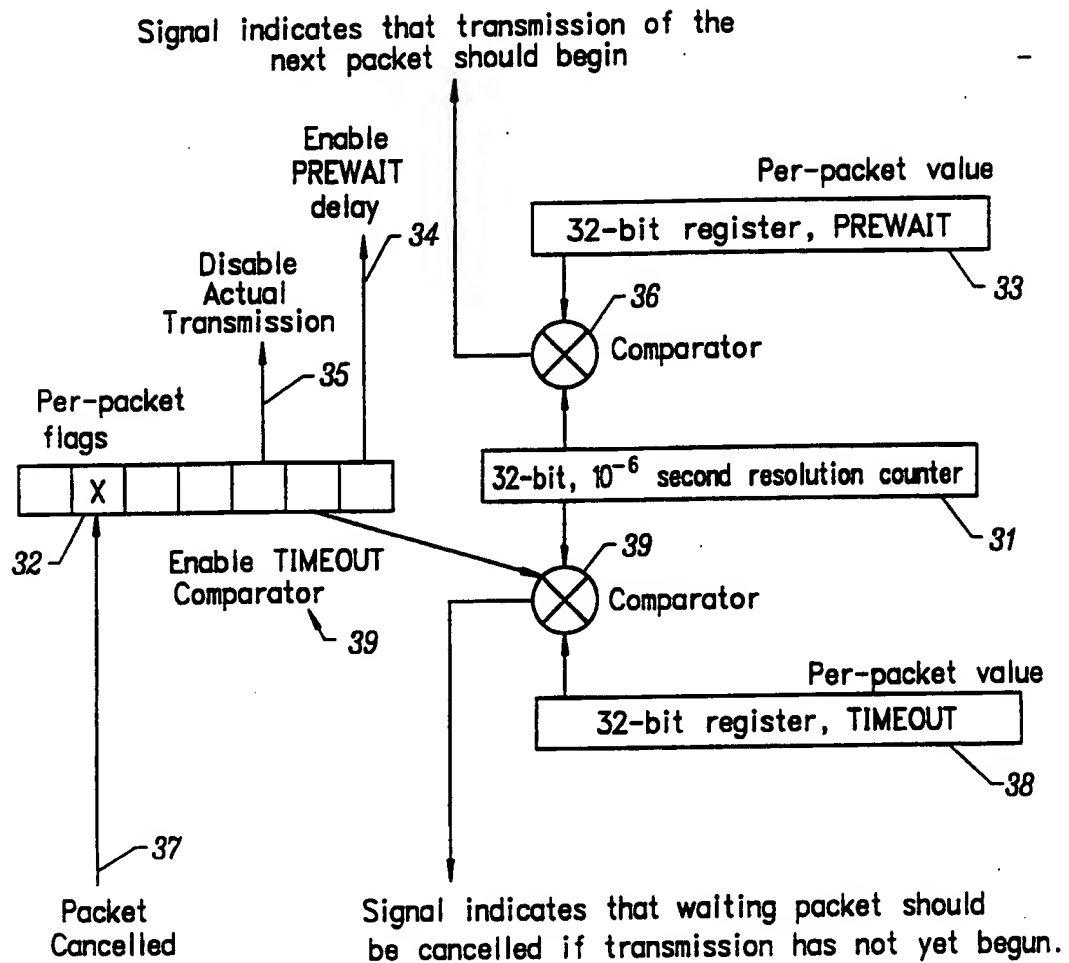 Signal indicates that transmission of the
next packet should begin
Enable
PREWAIT
delay
34
Per-packet value
32-bit register, PREWAIT
33
Disable
Actual
Transmission
35
36
Comparator
Per-packet
flags
X
32
32-bit, 10⁻⁶ second resolution counter
31
Enable TIMEOUT
Comparator
39
39
Comparator
Per-packet value
32-bit register, TIMEOUT
38
37
Packet
Cancelled
Signal indicates that waiting packet should
be cancelled if transmission has not yet begun.